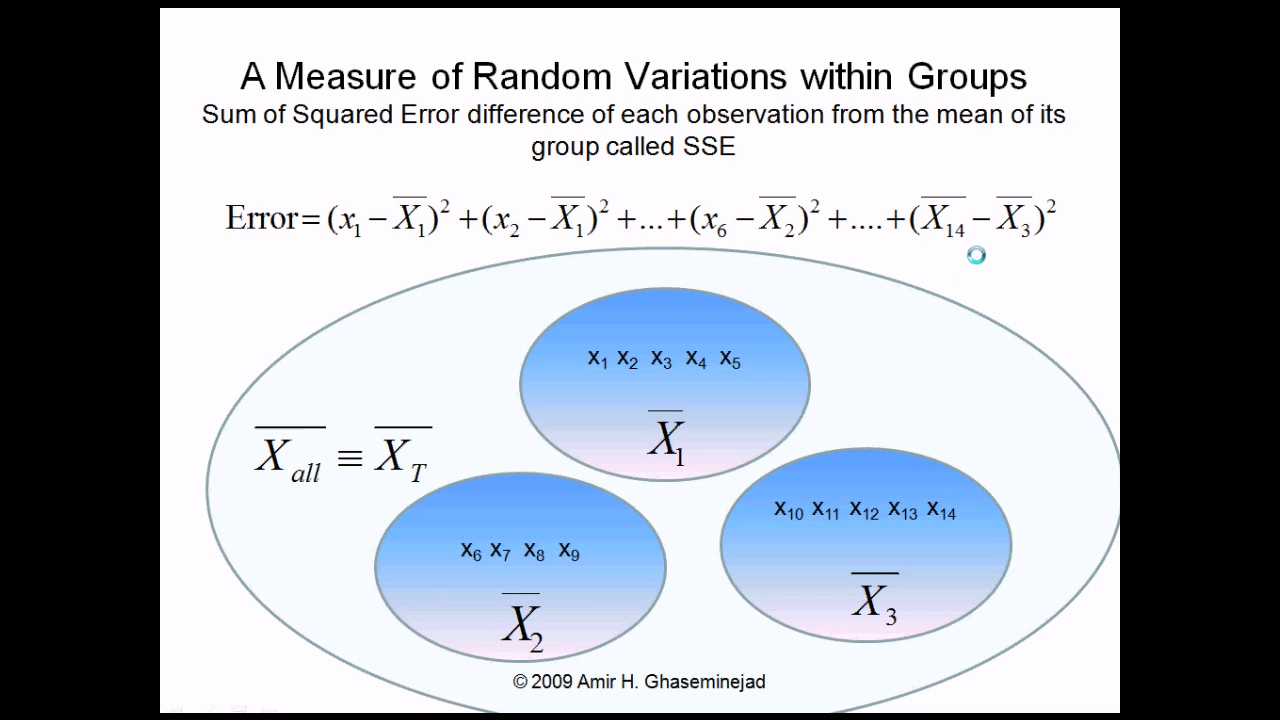 A Measure of Random Variations within Groups
Sum of Squared Error difference of each observation from the mean of its
group called SSE
Error = (x₁ − X̅₁)² + (x₂ − X̅₁)² + ... + (x₆ − X̅₂)² + .... + (X̅₁₄ − X̅₃)²
x₁ x₂ x₃ x₄ x₅
X̅₁
X̅_all ≡ X̅_T
x₁₀ x₁₁ x₁₂ x₁₃ x₁₄
x₆ x₇ x₈ x₉
X̅₃
X̅₂
© 2009 Amir H. Ghaseminejad